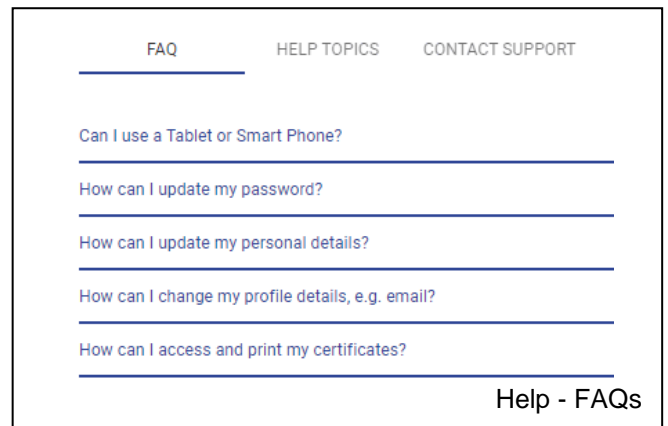 FAQ HELP TOPICS CONTACT SUPPORT
Can I use a Tablet or Smart Phone?
How can I update my password?
How can I update my personal details?
How can I change my profile details, e.g. email?
How can I access and print my certificates?
Help - FAQs